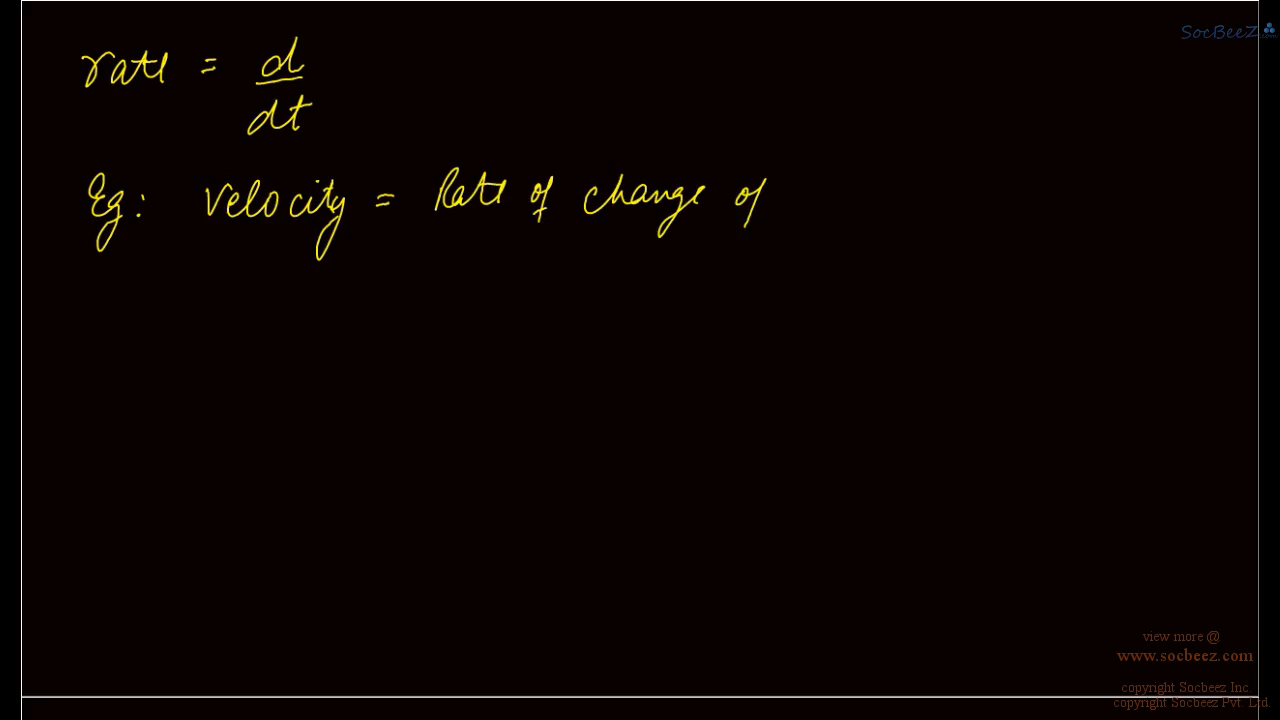 SocBeeZ.com
rate = d
dt
Eg: Velocity = Rate of change of
view more @
www.socbeez.com
copyright Socbeez Inc.
copyright Socbeez Pvt. Ltd.